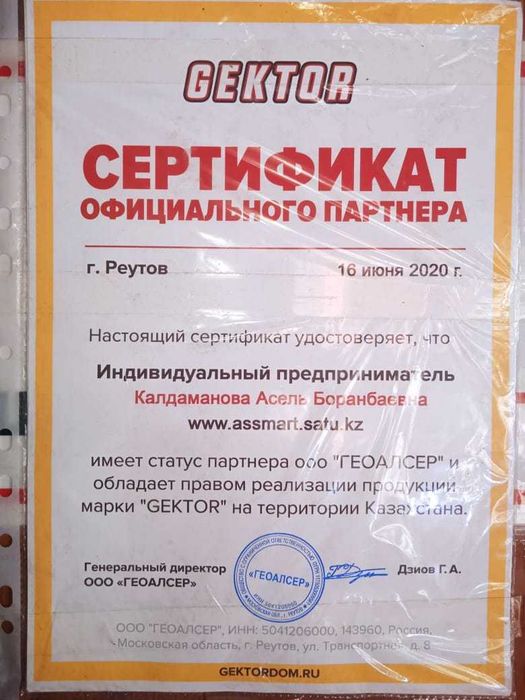 GEKTOR
СЕРТИФИКАТ
ОФИЦИАЛЬНОГО ПАРТНЕРА
г. Реутов 16 июня 2020 г.
Настоящий сертификат удостоверяет, что
Индивидуальный предприниматель
Калдаманова Асель Боранбаевна
www.assmart.satu.kz
имеет статус партнера ооо "ГЕОАЛСЕР" и
обладает правом реализации продукции
марки "GEKTOR" на территории Казахстана.
Генеральный директор
ООО «ГЕОАЛСЕР»
«ГЕОАЛСЕР»
Дзиов Г.А.
ООО "ГЕОАЛСЕР", ИНН: 5041206000, 143960, Россия,
Московская область, г. Реутов, ул. Транспортная, д. 8
GEKTORDOM.RU